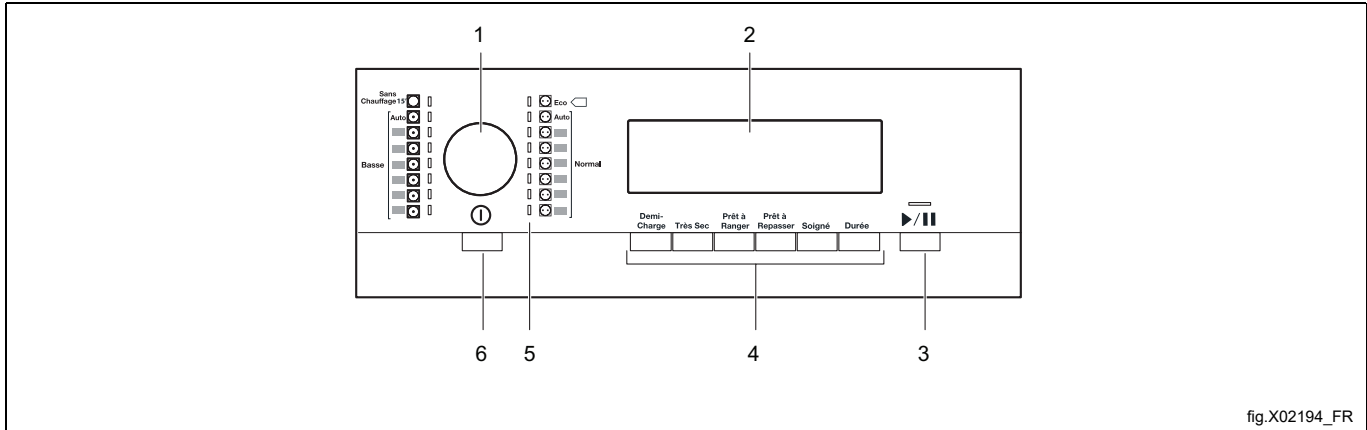 1
2
Sans
Chauffage 15'
Auto
Basse
Eco
Auto
Normal
Demi-
Charge
Très Sec
Prêt à
Ranger
Prêt à
Repasser
Soigné
Durée
6
5
4
3
fig.X02194_FR